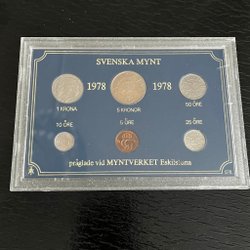 SVENSKA MYNT
1978 1978
1 KRONA 5 KRONOR 50 ÖRE
10 ÖRE 5 ÖRE 25 ÖRE
präglade vid MYNTVERKET Eskilstuna